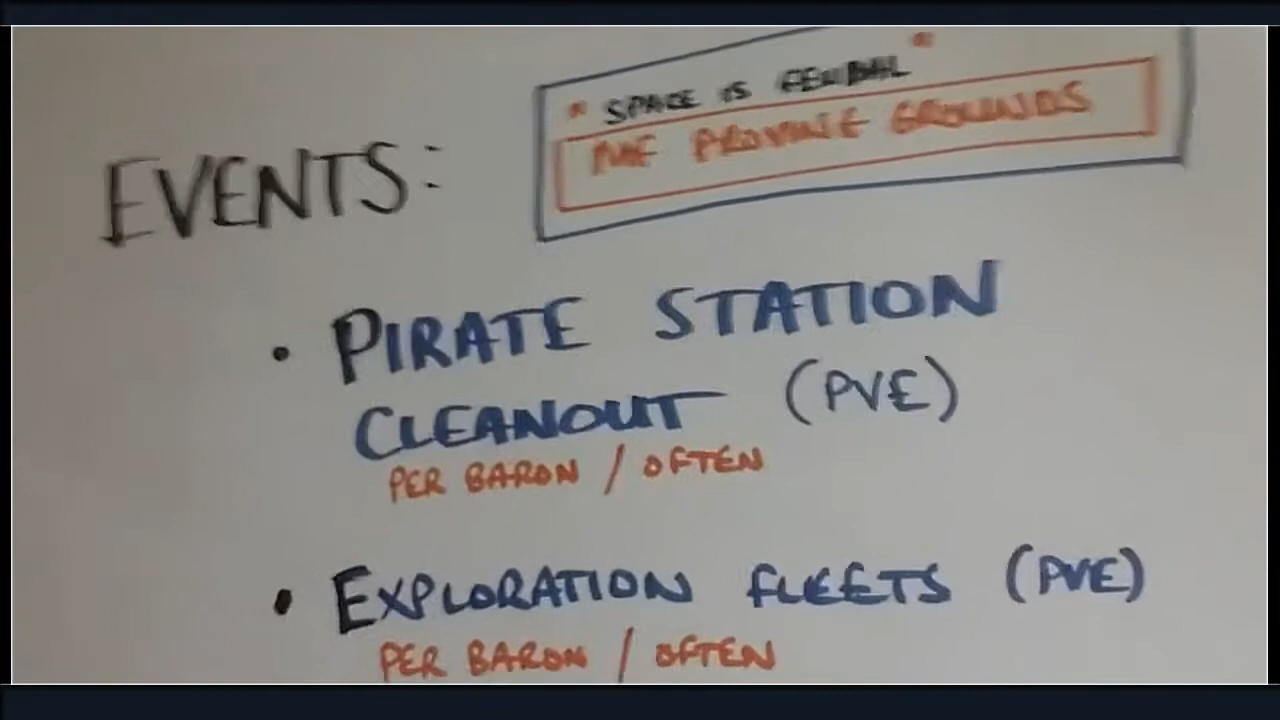 " SPACE IS FEUDAL "
PROVING GROUNDS
EVENTS:
• PIRATE STATION
CLEANOUT (PVE)
PER BARON / OFTEN
• EXPLORATION FLEETS (PVE)
PER BARON / OFTEN